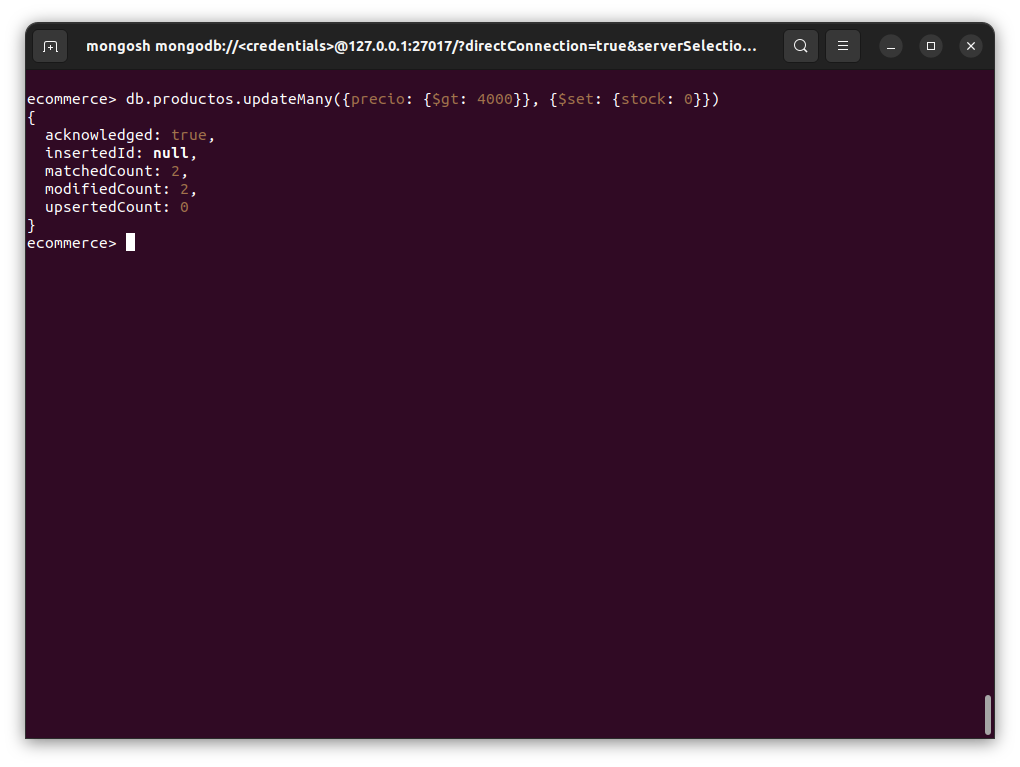 mongosh mongodb://<credentials>@127.0.0.1:27017/?directConnection=true&serverSelectio...
ecommerce> db.productos.updateMany({precio: {$gt: 4000}}, {$set: {stock: 0}})
{
  acknowledged: true,
  insertedId: null,
  matchedCount: 2,
  modifiedCount: 2,
  upsertedCount: 0
}
ecommerce>